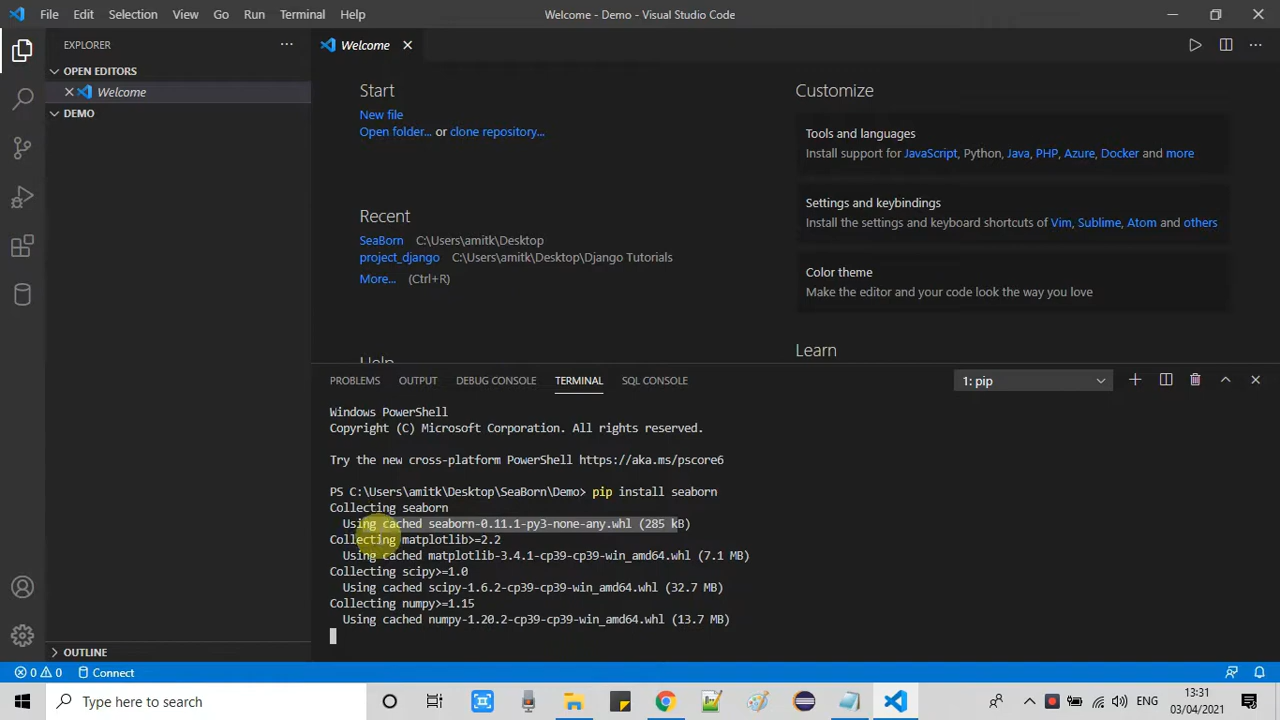 File Edit Selection View Go Run Terminal Help
Welcome - Demo - Visual Studio Code
EXPLORER
OPEN EDITORS
Welcome
DEMO
OUTLINE
Welcome
Start
New file
Open folder... or clone repository...
Recent
SeaBorn C:\Users\amitk\Desktop
project_django C:\Users\amitk\Desktop\Django Tutorials
More... (Ctrl+R)
Help
Customize
Tools and languages
Install support for JavaScript, Python, Java, PHP, Azure, Docker and more
Settings and keybindings
Install the settings and keyboard shortcuts of Vim, Sublime, Atom and others
Color theme
Make the editor and your code look the way you love
Learn
PROBLEMS OUTPUT DEBUG CONSOLE TERMINAL SQL CONSOLE
1: pip
Windows PowerShell
Copyright (C) Microsoft Corporation. All rights reserved.
Try the new cross-platform PowerShell https://aka.ms/pscore6
PS C:\Users\amitk\Desktop\SeaBorn\Demo> pip install seaborn
Collecting seaborn
Using cached seaborn-0.11.1-py3-none-any.whl (285 kB)
Collecting matplotlib>=2.2
Using cached matplotlib-3.4.1-cp39-cp39-win_amd64.whl (7.1 MB)
Collecting scipy>=1.0
Using cached scipy-1.6.2-cp39-cp39-win_amd64.whl (32.7 MB)
Collecting numpy>=1.15
Using cached numpy-1.20.2-cp39-cp39-win_amd64.whl (13.7 MB)
0 0 Connect
Type here to search
ENG
13:31
03/04/2021